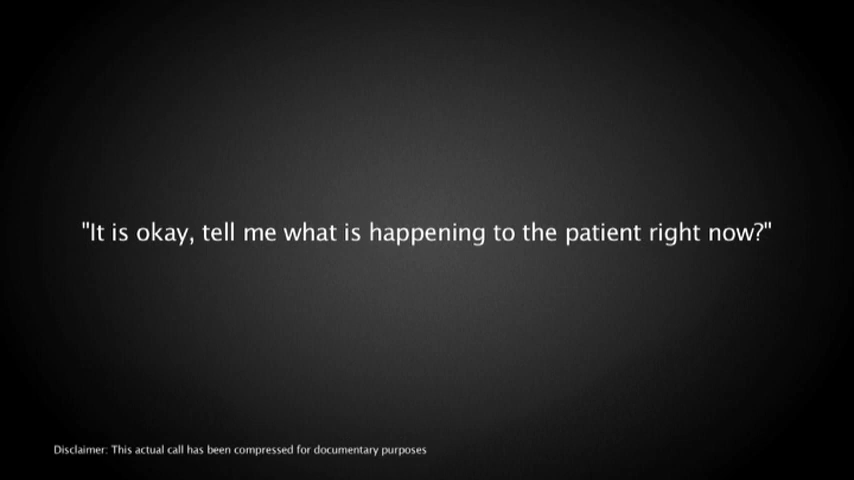 "It is okay, tell me what is happening to the patient right now?"
Disclaimer: This actual call has been compressed for documentary purposes